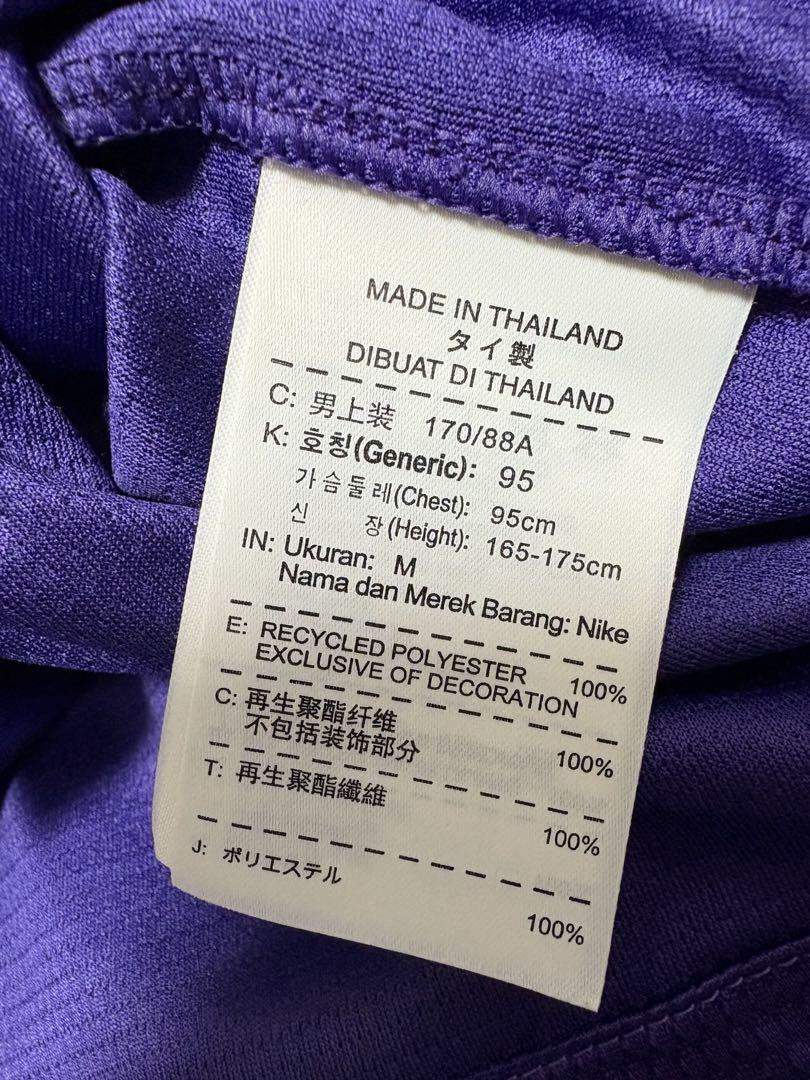 MADE IN THAILAND
タイ製
DIBUAT DI THAILAND
C: 男上装 170/88A
K: 호칭(Generic): 95
가슴둘레(Chest): 95cm
신 장(Height): 165-175cm
IN: Ukuran: M
Nama dan Merek Barang: Nike
E: RECYCLED POLYESTER 100%
EXCLUSIVE OF DECORATION
C: 再生聚酯纤维
不包括装饰部分 100%
T: 再生聚酯纖維
100%
J: ポリエステル
100%